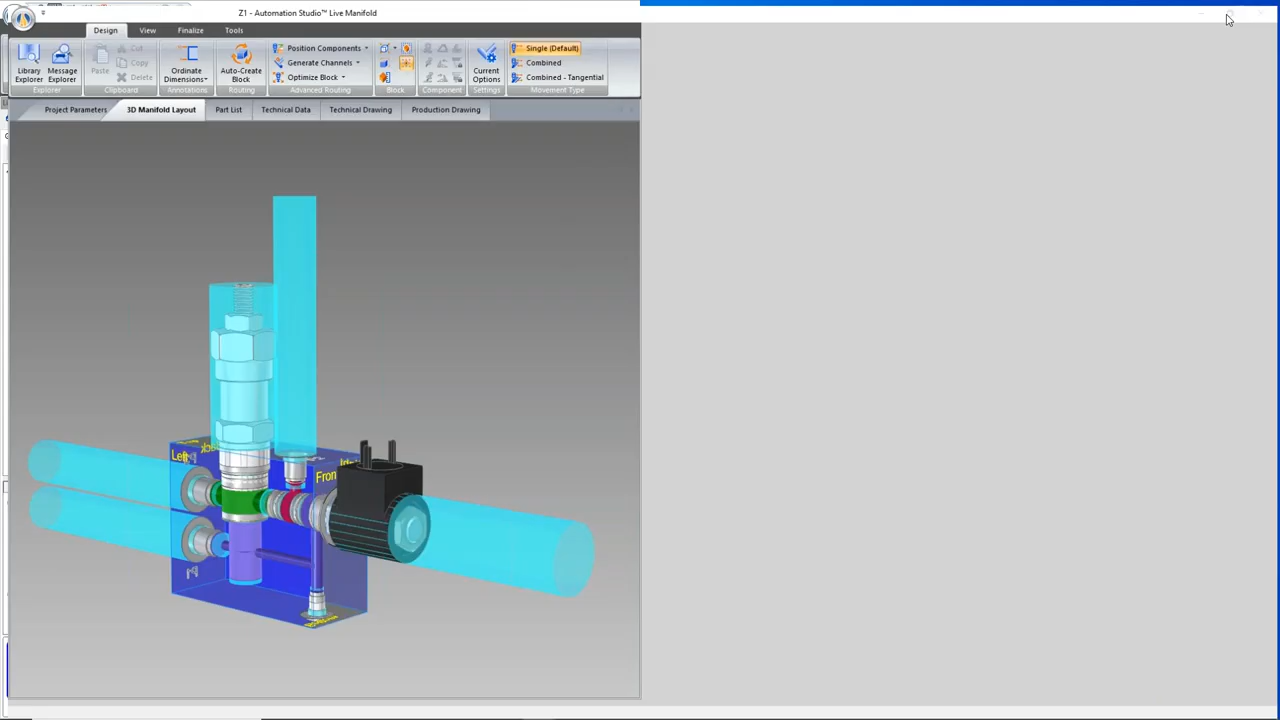 Z1 - Automation Studio™ Live Manifold
Design View Finalize Tools
Library Explorer
Message Explorer
Explorer
Paste
Cut
Copy
Delete
Clipboard
Ordinate Dimensions
Annotations
Auto-Create Block
Routing
Position Components
Generate Channels
Optimize Block
Advanced Routing
Block
Component
Current Options
Settings
Single (Default)
Combined
Combined - Tangential
Movement Type
Project Parameters 3D Manifold Layout Part List Technical Data Technical Drawing Production Drawing
Left
Fron